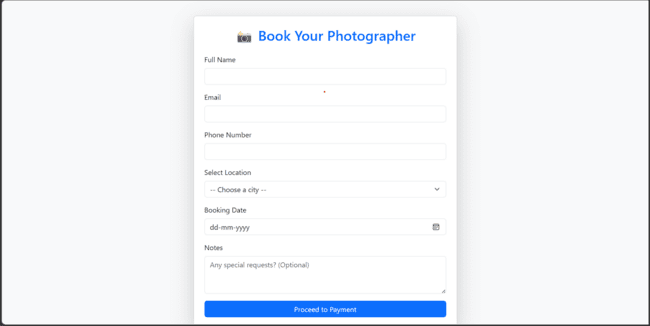 📸 Book Your Photographer
Full Name
Email
Phone Number
Select Location
-- Choose a city --
Booking Date
dd-mm-yyyy
Notes
Any special requests? (Optional)
Proceed to Payment